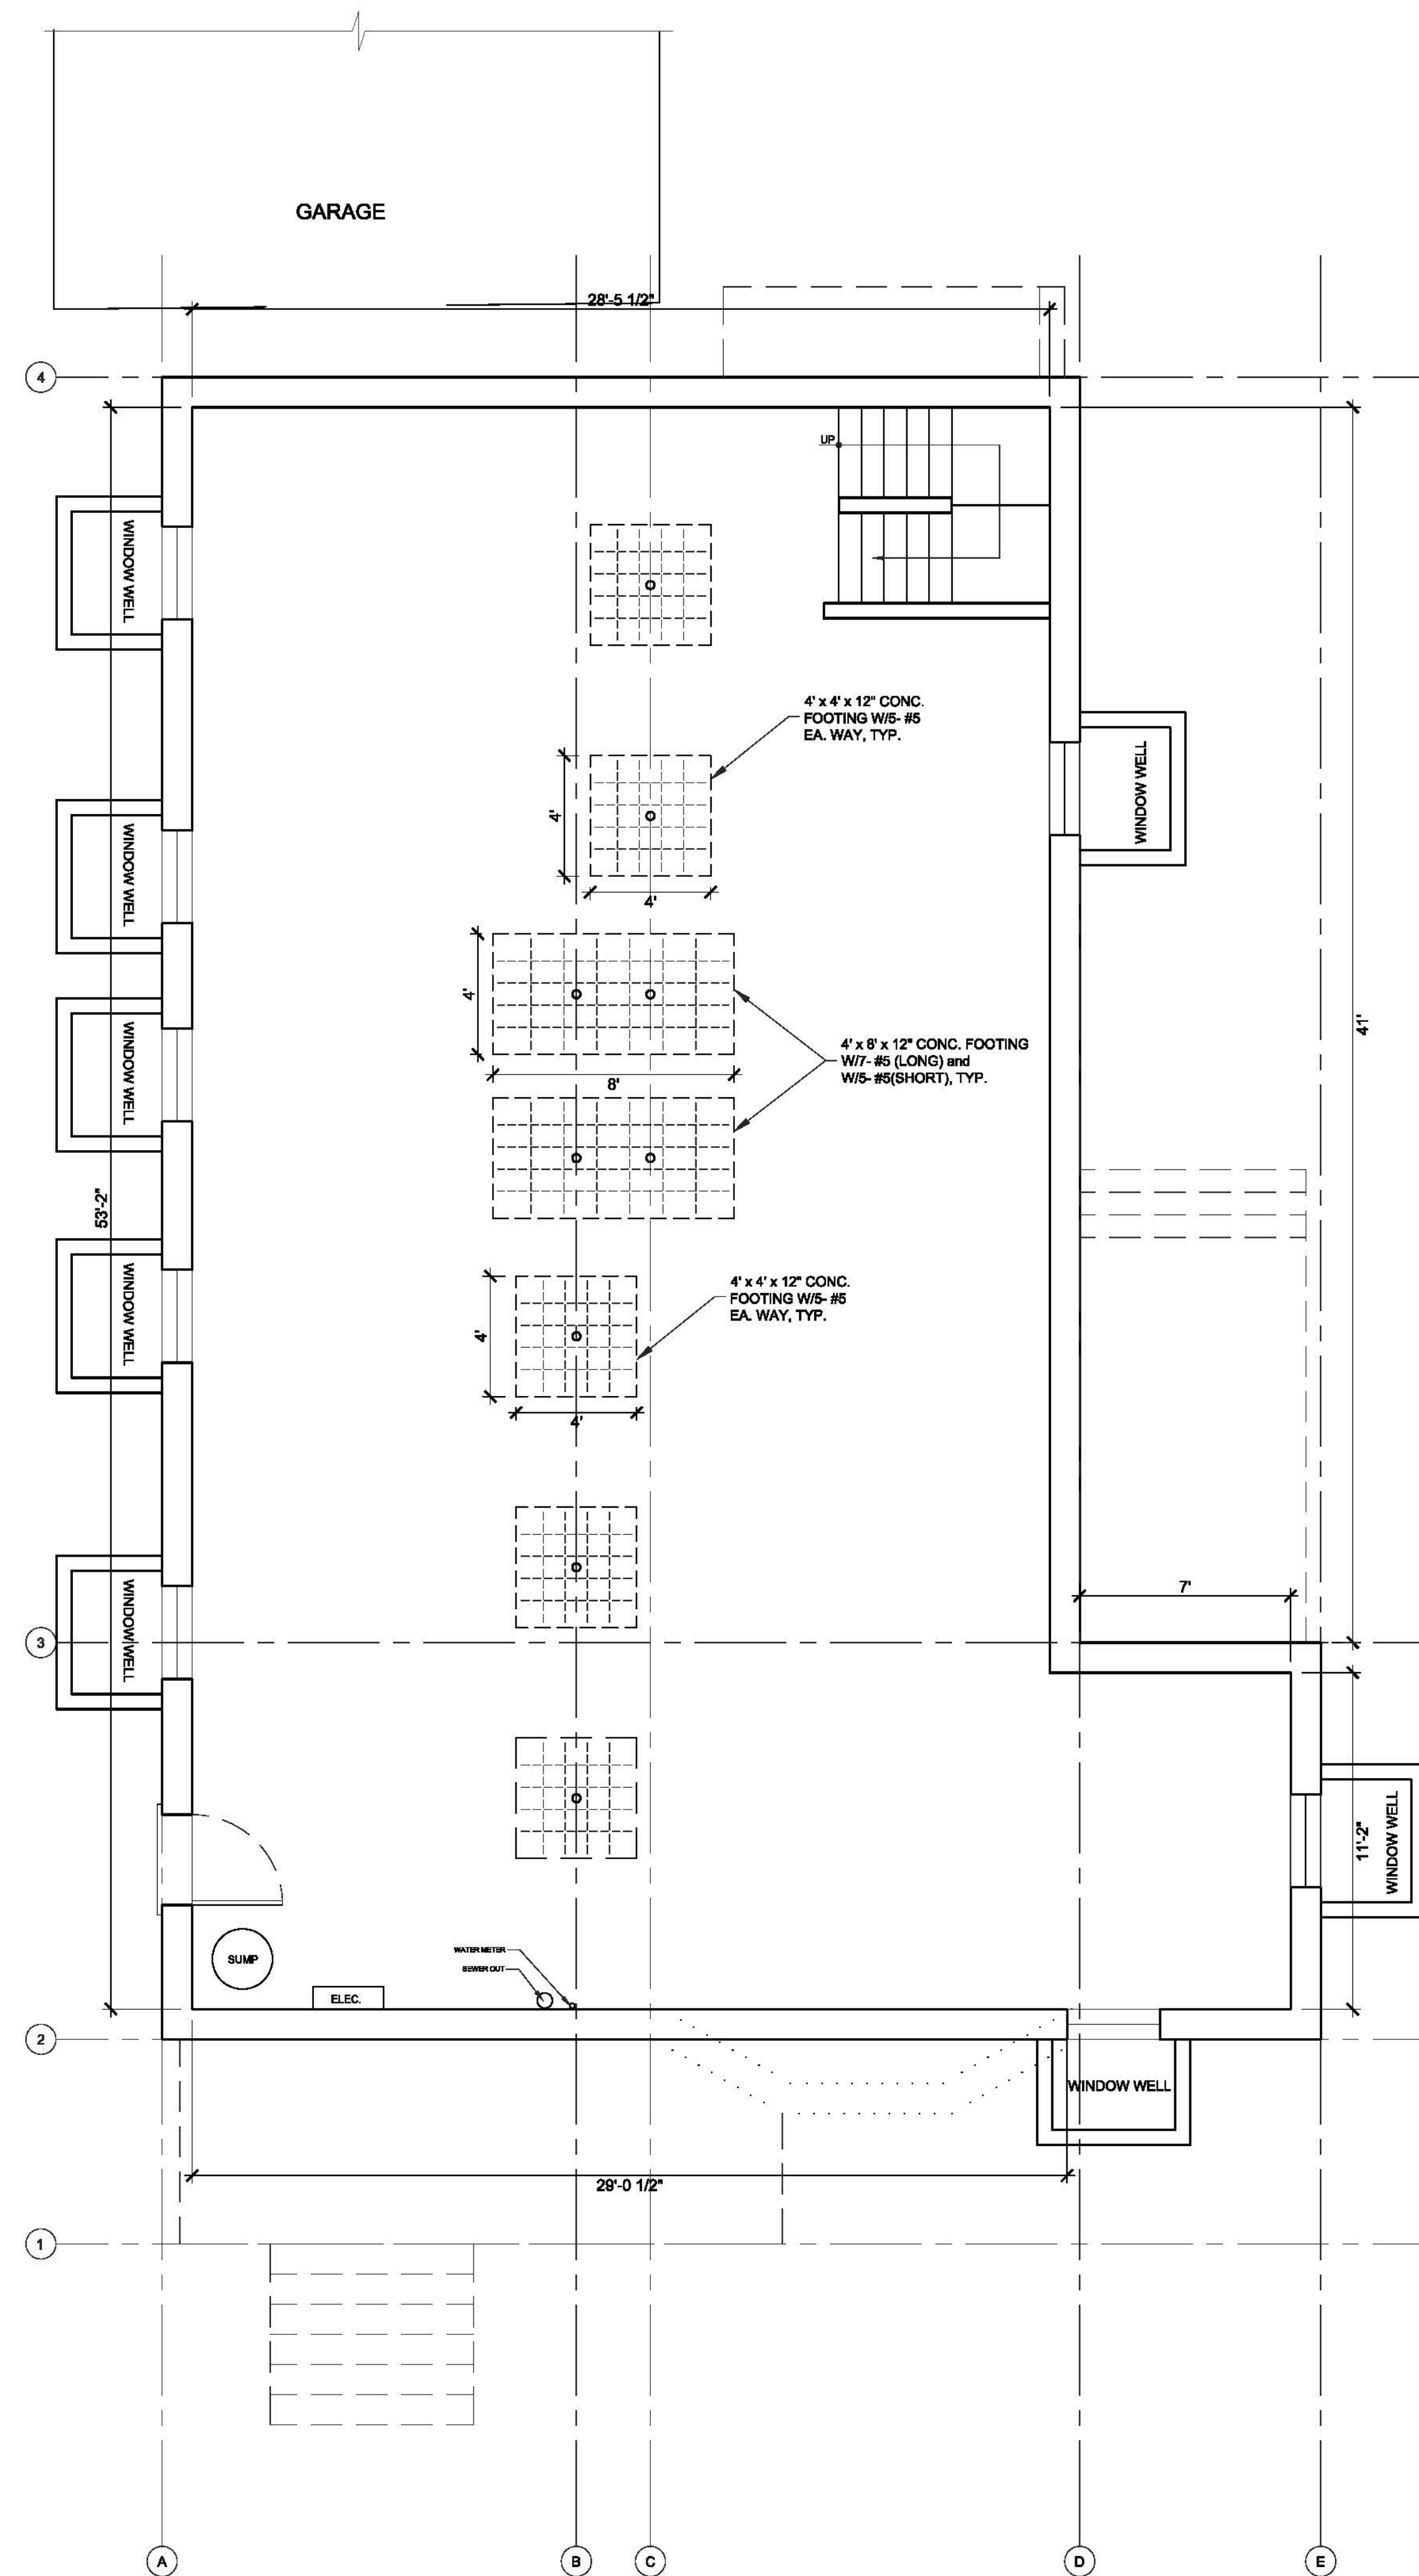 GARAGE
28'-5 1/2"
4
UP
WINDOW WELL
4' x 4' x 12" CONC.
FOOTING W/5- #5
EA. WAY, TYP.
WINDOW WELL
4'
4'
WINDOW WELL
4'
8'
4' x 8' x 12" CONC. FOOTING
W/7- #5 (LONG) and
W/5- #5(SHORT), TYP.
41'
WINDOW WELL
53'-2"
WINDOW WELL
4' x 4' x 12" CONC.
FOOTING W/5- #5
EA. WAY, TYP.
4'
4'
7'
3
WINDOW WELL
11'-2"
WINDOW WELL
SUMP
WATER METER
SEWER OUT
ELEC.
2
WINDOW WELL
29'-0 1/2"
1
A
B
C
D
E